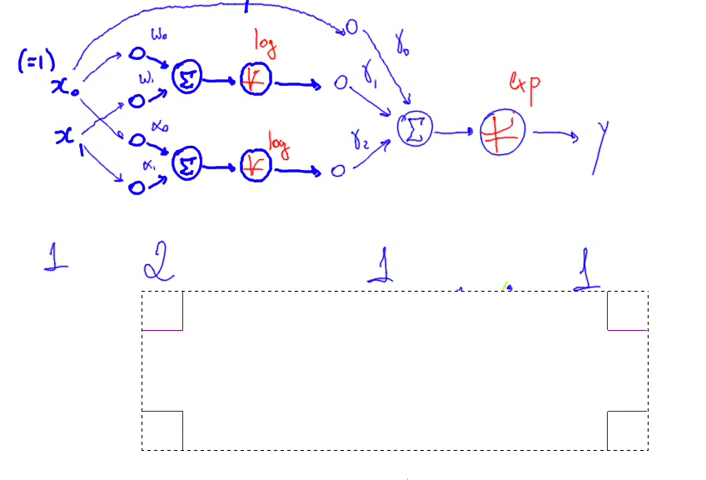 w₀ log γ₀
(=1) x₀ w₁ Σ γ₁ exp
x₁ α₀ log Σ y
α₁ Σ γ₂
1 2 1 1